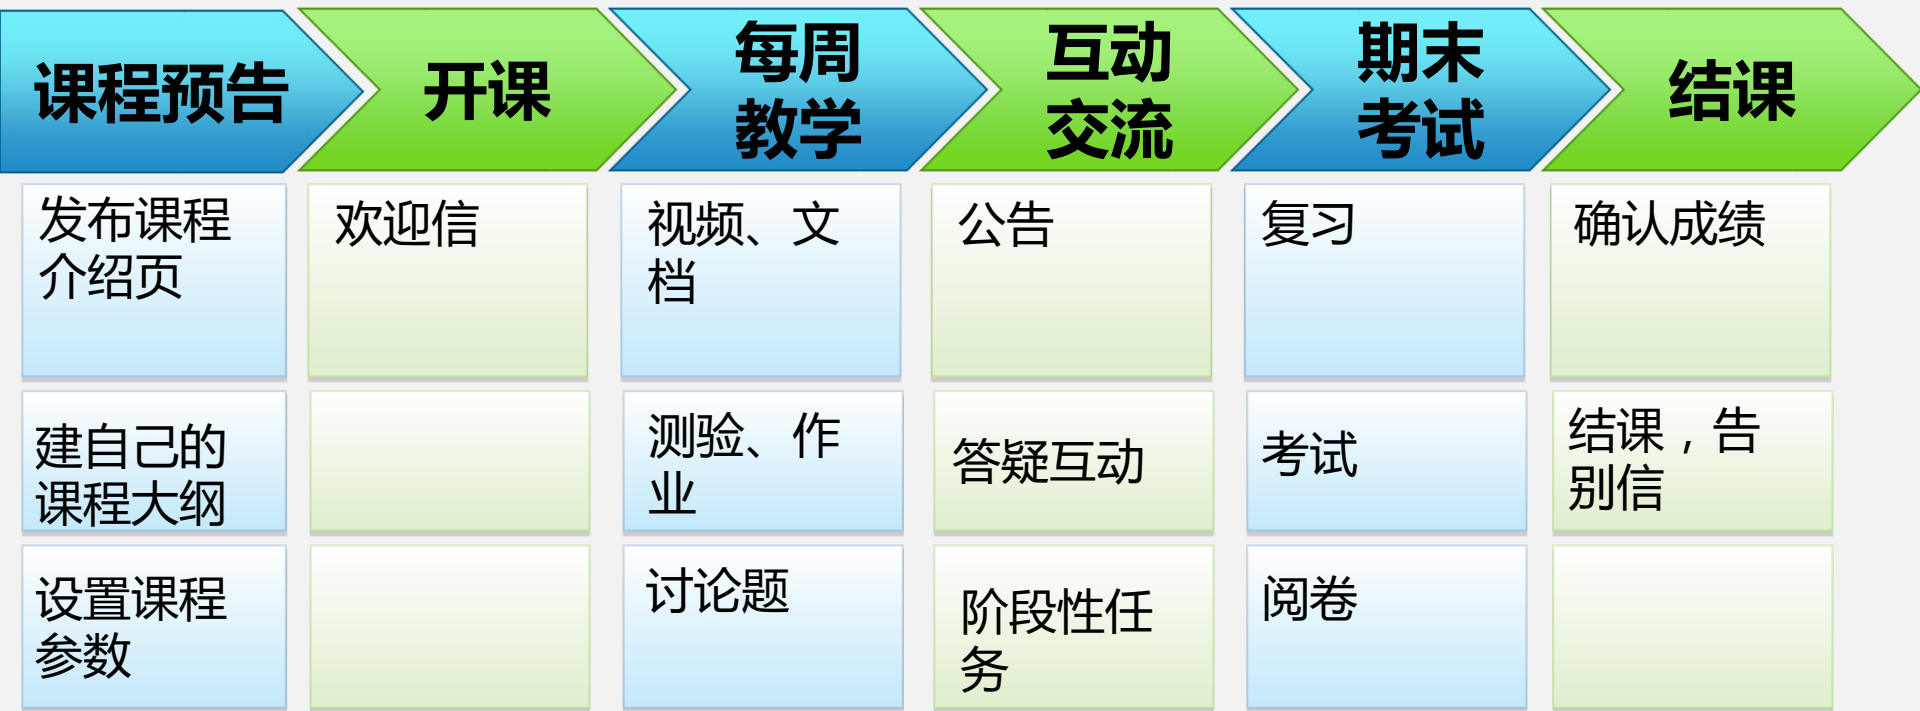 课程预告
开课
每周
教学
互动
交流
期末
考试
结课
发布课程
介绍页
欢迎信
视频、文
档
公告
复习
确认成绩
建自己的
课程大纲
测验、作
业
答疑互动
考试
结课，告
别信
设置课程
参数
讨论题
阶段性任
务
阅卷